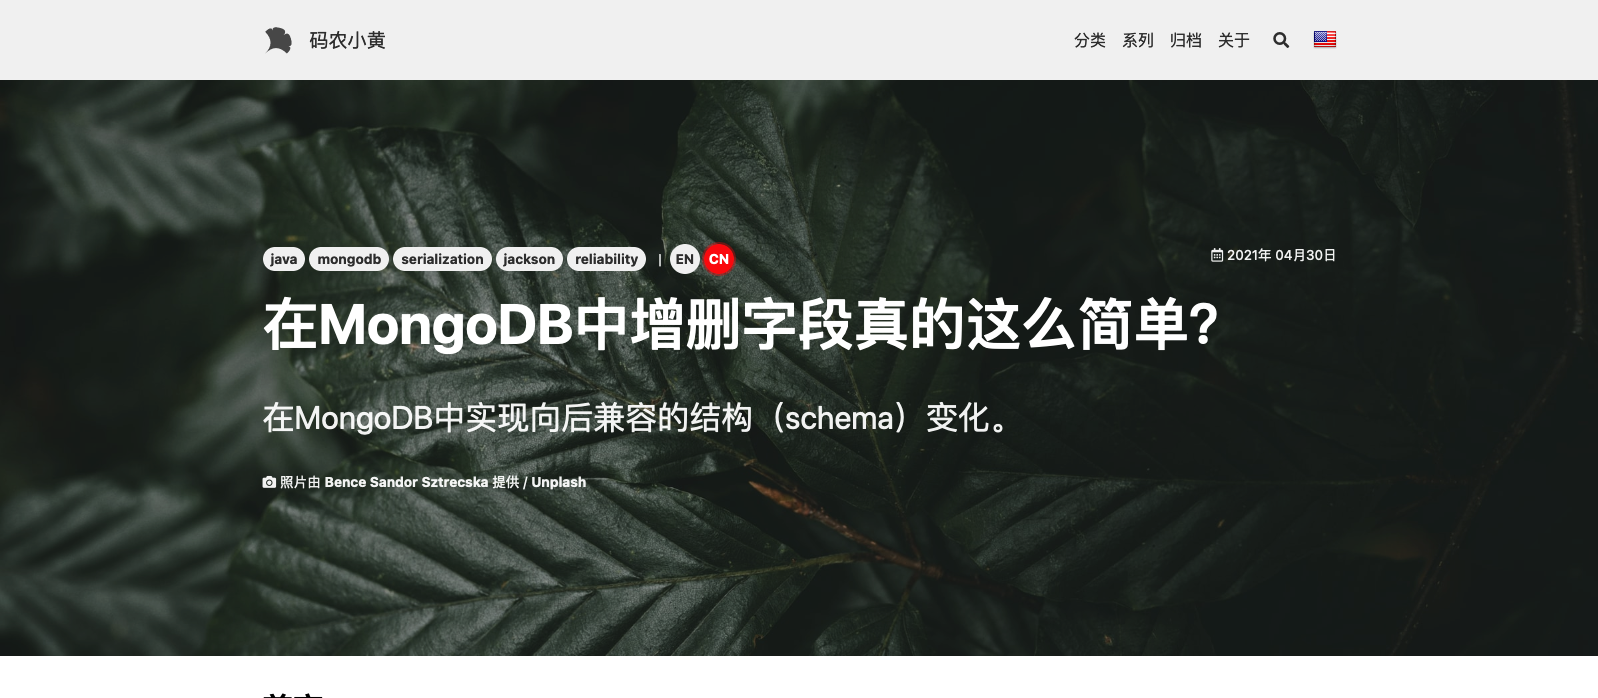 码农小黄
分类 系列 归档 关于
java mongodb serialization jackson reliability | EN CN
2021年 04月30日
在MongoDB中增删字段真的这么简单?
在MongoDB中实现向后兼容的结构（schema）变化。
照片由 Bence Sandor Sztrecska 提供 / Unplash